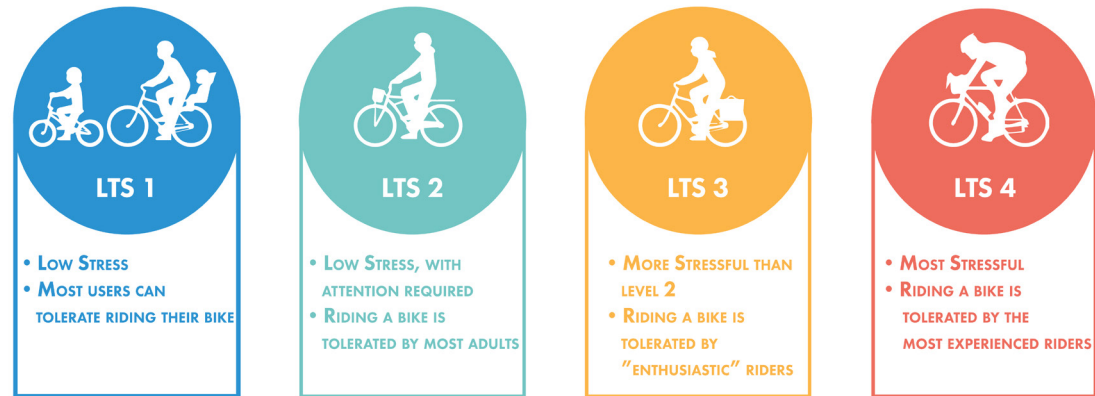 LTS 1
• Low Stress
• Most users can
tolerate riding their bike
LTS 2
• Low Stress, with
attention required
• Riding a bike is
tolerated by most adults
LTS 3
• More Stressful than
level 2
• Riding a bike is
tolerated by
"enthusiastic" riders
LTS 4
• Most Stressful
• Riding a bike is
tolerated by the
most experienced riders